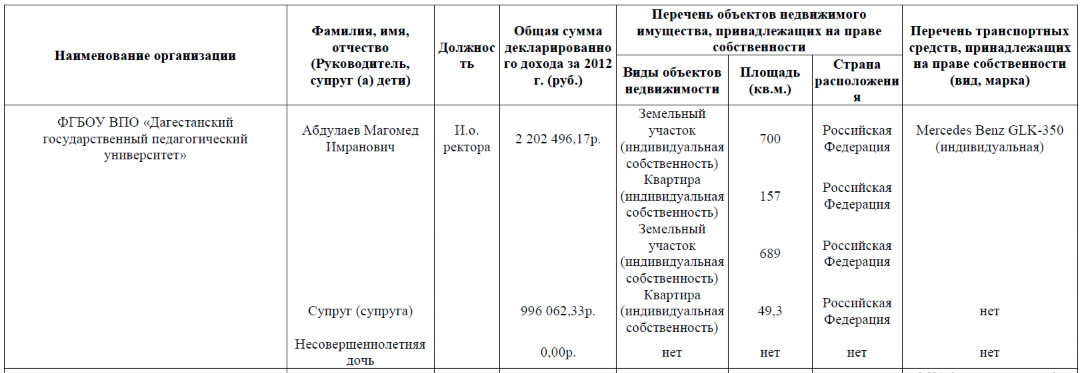 Наименование организации
Фамилия, имя,
отчество
(Руководитель,
супруг (а) дети)
Должнос
ть
Общая сумма
декларированно
го дохода за 2012
г. (руб.)
Перечень объектов недвижимого
имущества, принадлежащих на праве
собственности
Виды объектов
недвижимости
Площадь
(кв.м.)
Страна
расположени
я
Перечень транспортных
средств, принадлежащих
на праве собственности
(вид, марка)
ФГБОУ ВПО «Дагестанский
государственный педагогический
университет»
Абдулаев Магомед
Имранович
И.о.
ректора
2 202 496,17р.
Земельный
участок
(индивидуальная
собственность)
700
Российская
Федерация
Mercedes Benz GLK-350
(индивидуальная)
Квартира
(индивидуальная
собственность)
157
Российская
Федерация
Земельный
участок
(индивидуальная
собственность)
689
Российская
Федерация
Супруг (супруга)
996 062,33р.
Квартира
(индивидуальная
собственность)
49,3
Российская
Федерация
нет
Несовершеннолетняя
дочь
0,00р.
нет
нет
нет
нет